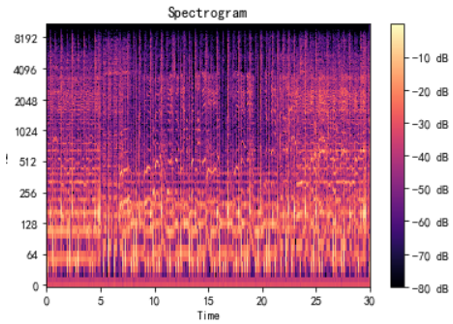 Spectrogram
8192
4096
2048
1024
512
256
128
64
0
0 5 10 15 20 25 30
Time
-10 dB
-20 dB
-30 dB
-40 dB
-50 dB
-60 dB
-70 dB
-80 dB